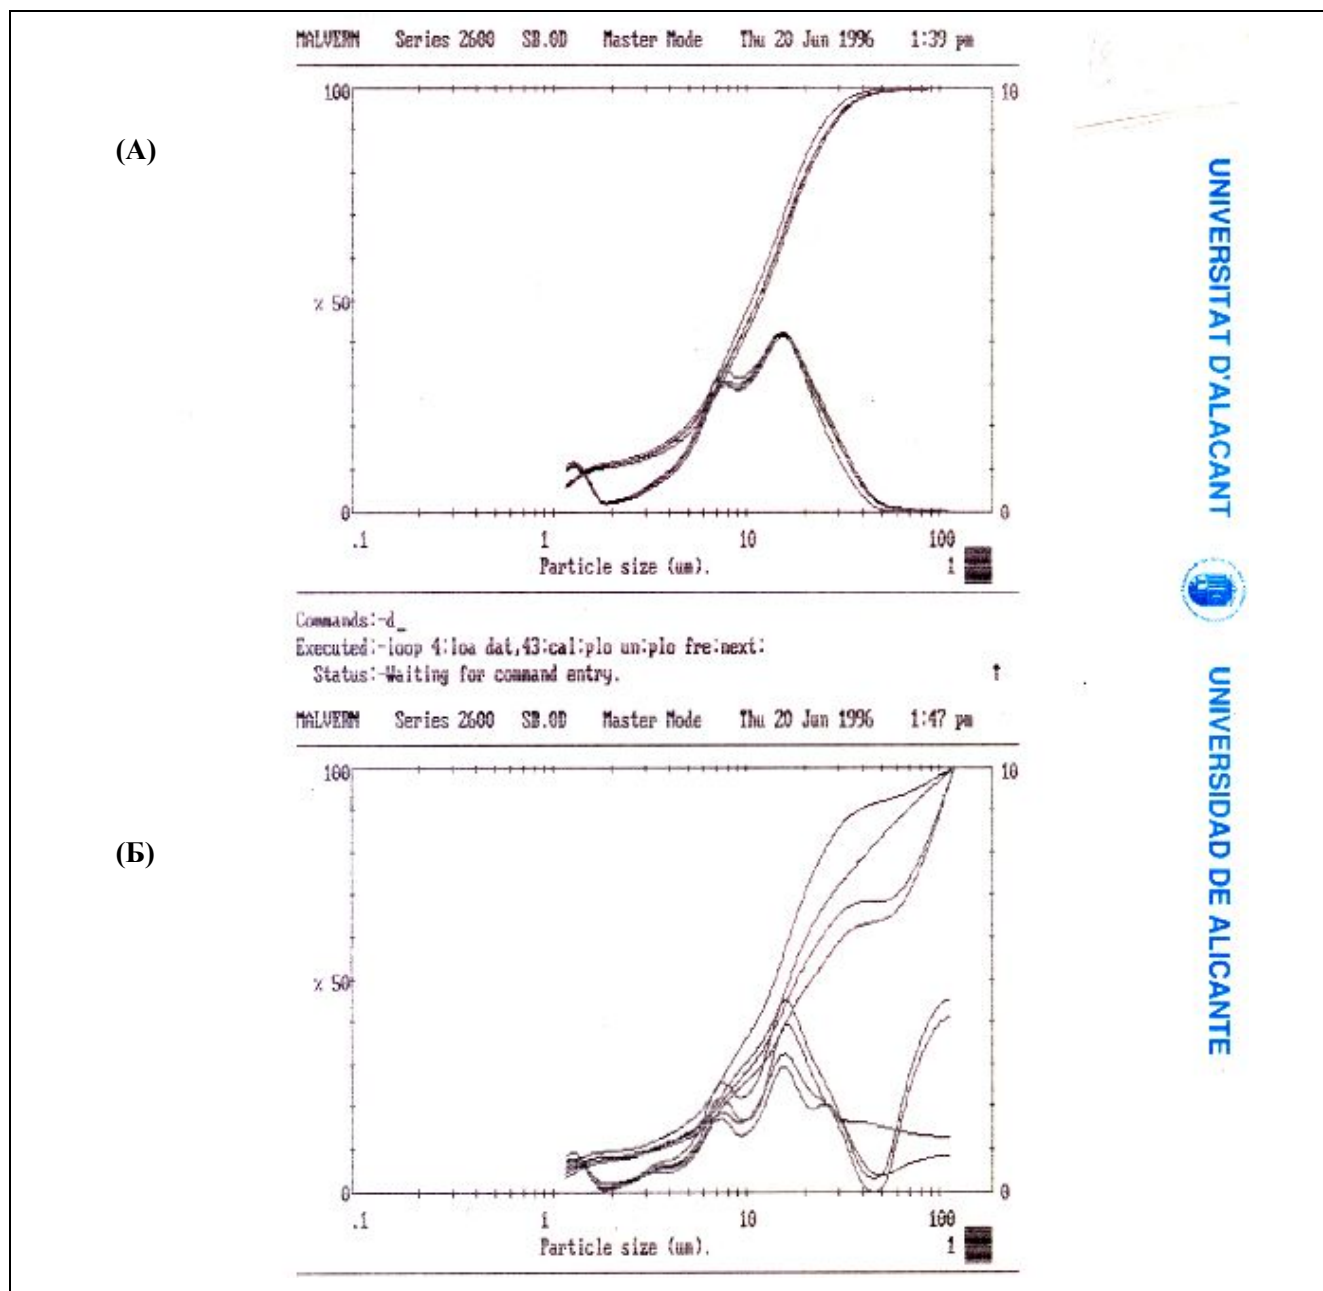 MALVERN Series 2600 SB.0D Master Mode Thu 20 Jun 1996 1:39 pm
100 10
(А)
% 50
0 0
.1 1 10 100
Particle size (um). 1
Commands:-d_
Executed:-loop 4:loa dat,43:cal:plo un:plo fre:next:
Status:-Waiting for command entry. ↑
MALVERN Series 2600 SB.0D Master Mode Thu 20 Jun 1996 1:47 pm
100 10
(Б)
% 50
0 0
.1 1 10 100
Particle size (um). 1
UNIVERSITAT D'ALACANT
UNIVERSIDAD DE ALICANTE